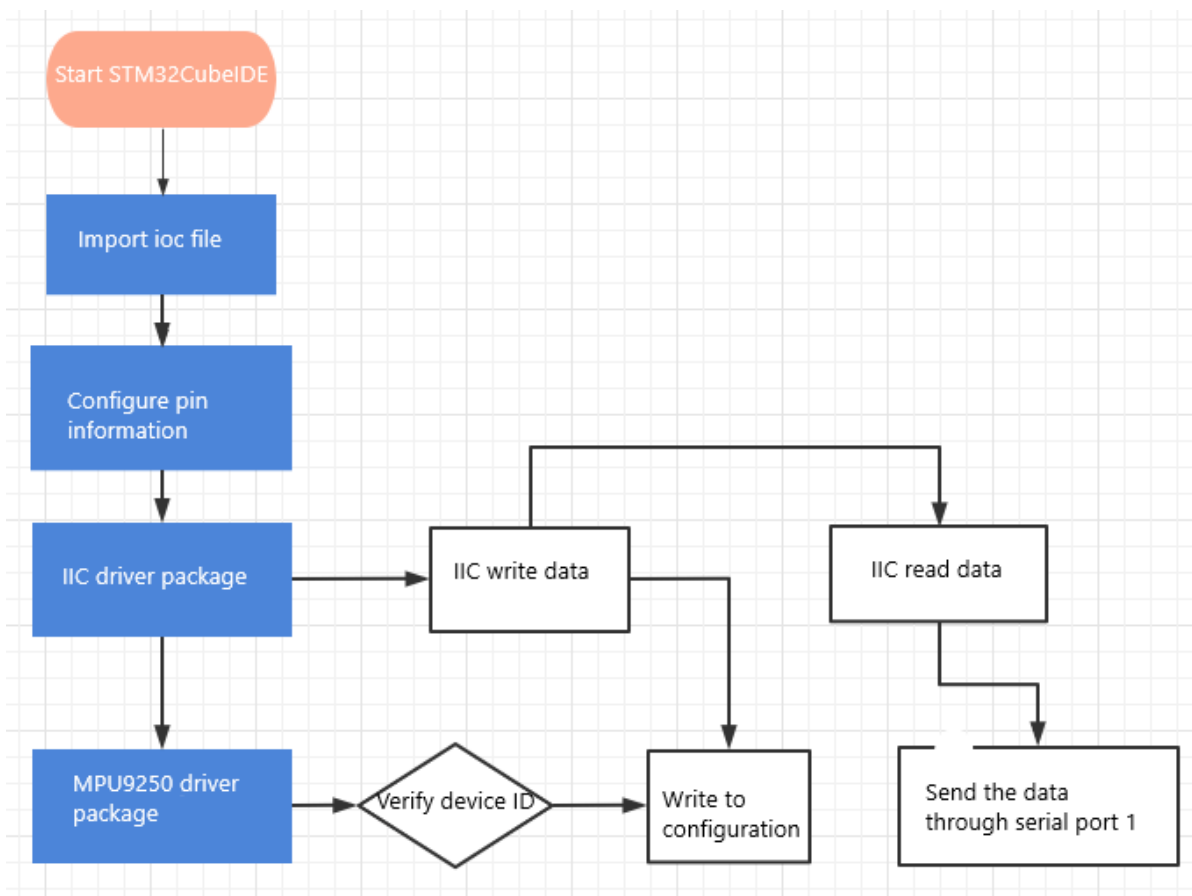 Start STM32CubeIDE
Import ioc file
Configure pin
information
IIC driver package
IIC write data
IIC read data
MPU9250 driver
package
Verify device ID
Write to
configuration
Send the data
through serial port 1